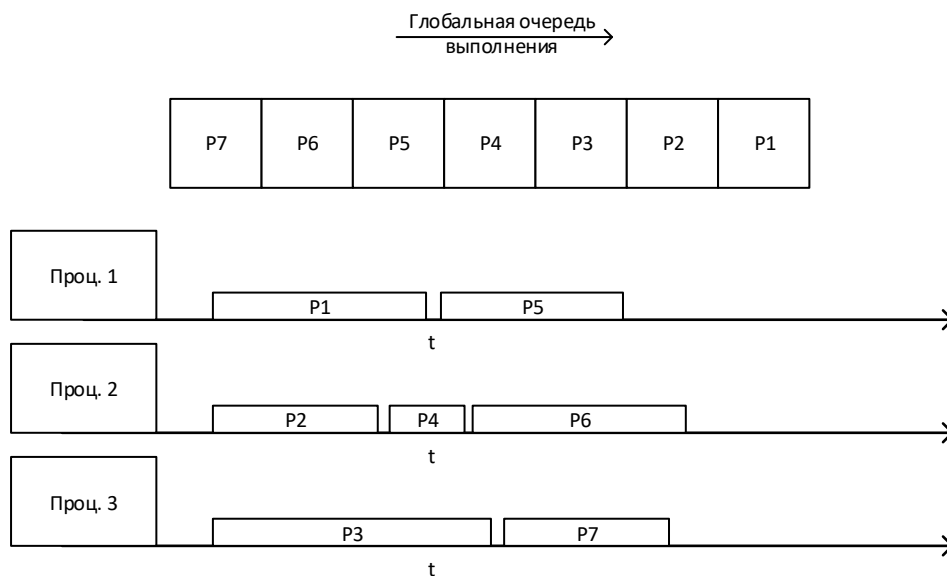 Глобальная очередь
выполнения
P7 P6 P5 P4 P3 P2 P1
Проц. 1
P1 P5
t
Проц. 2
P2 P4 P6
t
Проц. 3
P3 P7
t